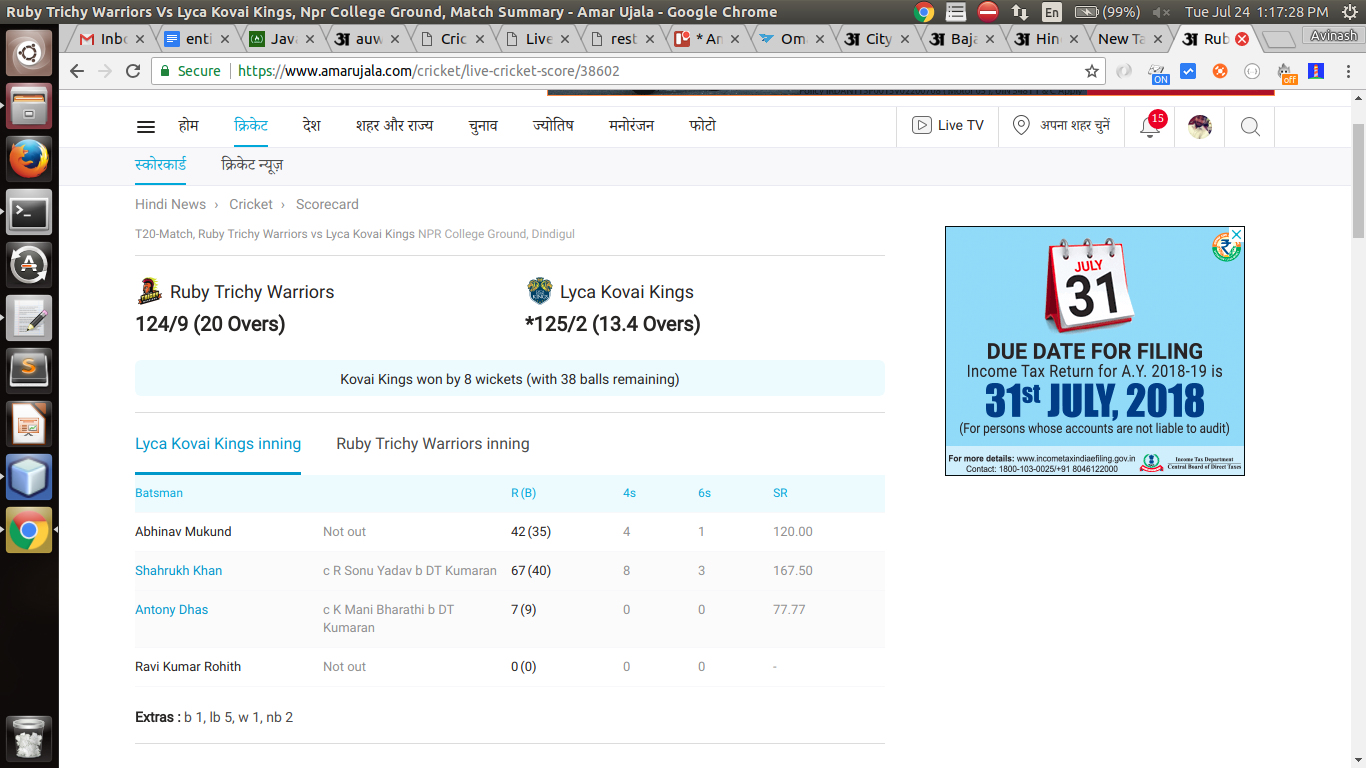 Ruby Trichy Warriors Vs Lyca Kovai Kings, Npr College Ground, Match Summary - Amar Ujala - Google Chrome
En (99%) Tue Jul 24 1:17:28 PM
Inbo enti Java auw Cric Live rest * An Om City Baja Hin New Ta Rub Avinash
Secure https://www.amarujala.com/cricket/live-cricket-score/38602
ON off
होम क्रिकेट देश शहर और राज्य चुनाव ज्योतिष मनोरंजन फोटो Live TV अपना शहर चुनें 15
स्कोरकार्ड क्रिकेट न्यूज़
Hindi News › Cricket › Scorecard
T20-Match, Ruby Trichy Warriors vs Lyca Kovai Kings NPR College Ground, Dindigul
Ruby Trichy Warriors Lyca Kovai Kings
124/9 (20 Overs) *125/2 (13.4 Overs)
Kovai Kings won by 8 wickets (with 38 balls remaining)
Lyca Kovai Kings inning Ruby Trichy Warriors inning
Batsman R (B) 4s 6s SR
Abhinav Mukund Not out 42 (35) 4 1 120.00
Shahrukh Khan c R Sonu Yadav b DT Kumaran 67 (40) 8 3 167.50
Antony Dhas c K Mani Bharathi b DT 7 (9) 0 0 77.77
Kumaran
Ravi Kumar Rohith Not out 0 (0) 0 0 -
Extras : b 1, lb 5, w 1, nb 2
JULY
31
DUE DATE FOR FILING
Income Tax Return for A.Y. 2018-19 is
31st JULY, 2018
(For persons whose accounts are not liable to audit)
For more details: www.incometaxindiaefiling.gov.in
Contact: 1800-103-0025/+91 8046122000
Income Tax Department
Central Board of Direct Taxes